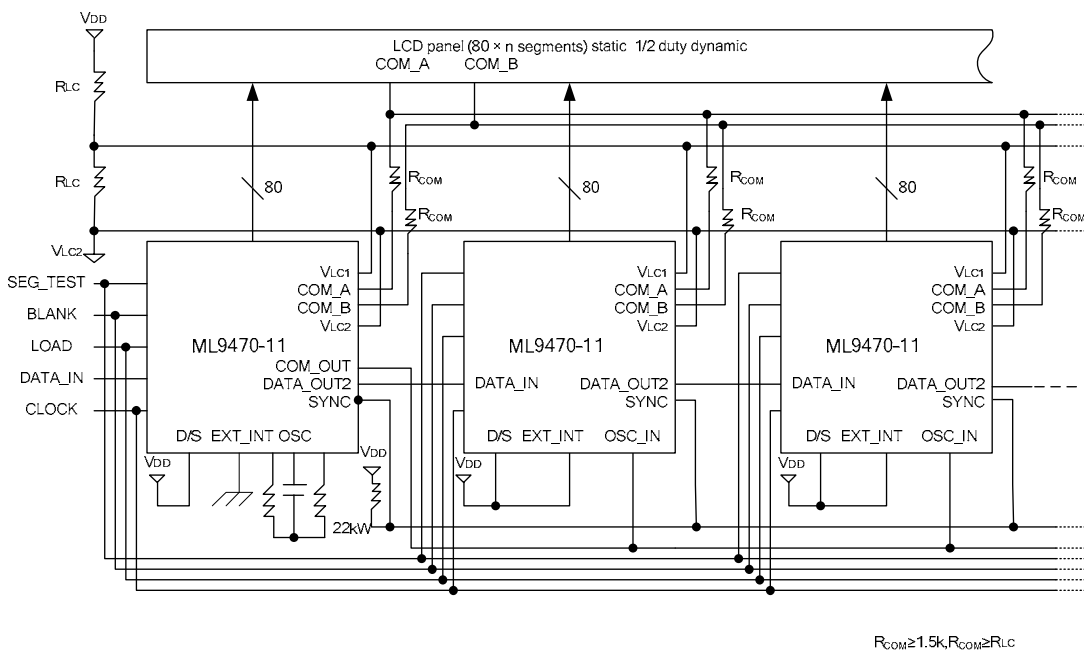 VDD
LCD panel (80 × n segments) static 1/2 duty dynamic
COM_A COM_B
RLC
RLC
80
RCOM
RCOM
80
RCOM
RCOM
80
RCOM
RCOM
VLC2
SEG_TEST
BLANK
LOAD
DATA_IN
CLOCK
VLC1
COM_A
COM_B
VLC2
ML9470-11
COM_OUT
DATA_OUT2
SYNC
D/S EXT_INT OSC
VDD
VDD
22kW
VLC1
COM_A
COM_B
VLC2
ML9470-11
DATA_IN
DATA_OUT2
SYNC
D/S EXT_INT OSC_IN
VDD
VLC1
COM_A
COM_B
VLC2
ML9470-11
DATA_IN
DATA_OUT2
SYNC
D/S EXT_INT OSC_IN
VDD
RCOM≥1.5k,RCOM≥RLC